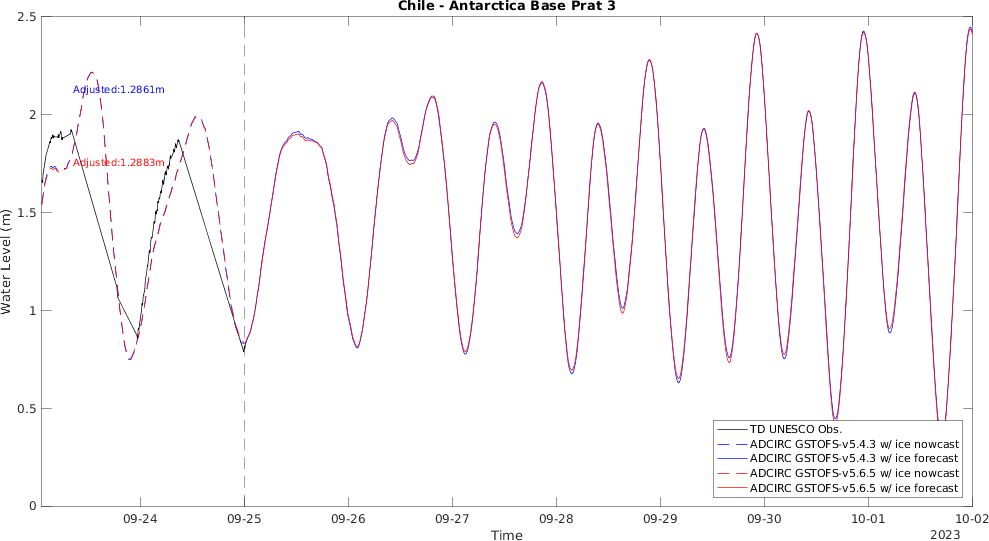 Chile - Antarctica Base Prat 3
2.5
2
1.5
1
0.5
0
Water Level (m)
Adjusted:1.2861m
Adjusted:1.2883m
TD UNESCO Obs.
ADCIRC GSTOFS-v5.4.3 w/ ice nowcast
ADCIRC GSTOFS-v5.4.3 w/ ice forecast
ADCIRC GSTOFS-v5.6.5 w/ ice nowcast
ADCIRC GSTOFS-v5.6.5 w/ ice forecast
09-24 09-25 09-26 09-27 09-28 09-29 09-30 10-01 10-02
Time
2023